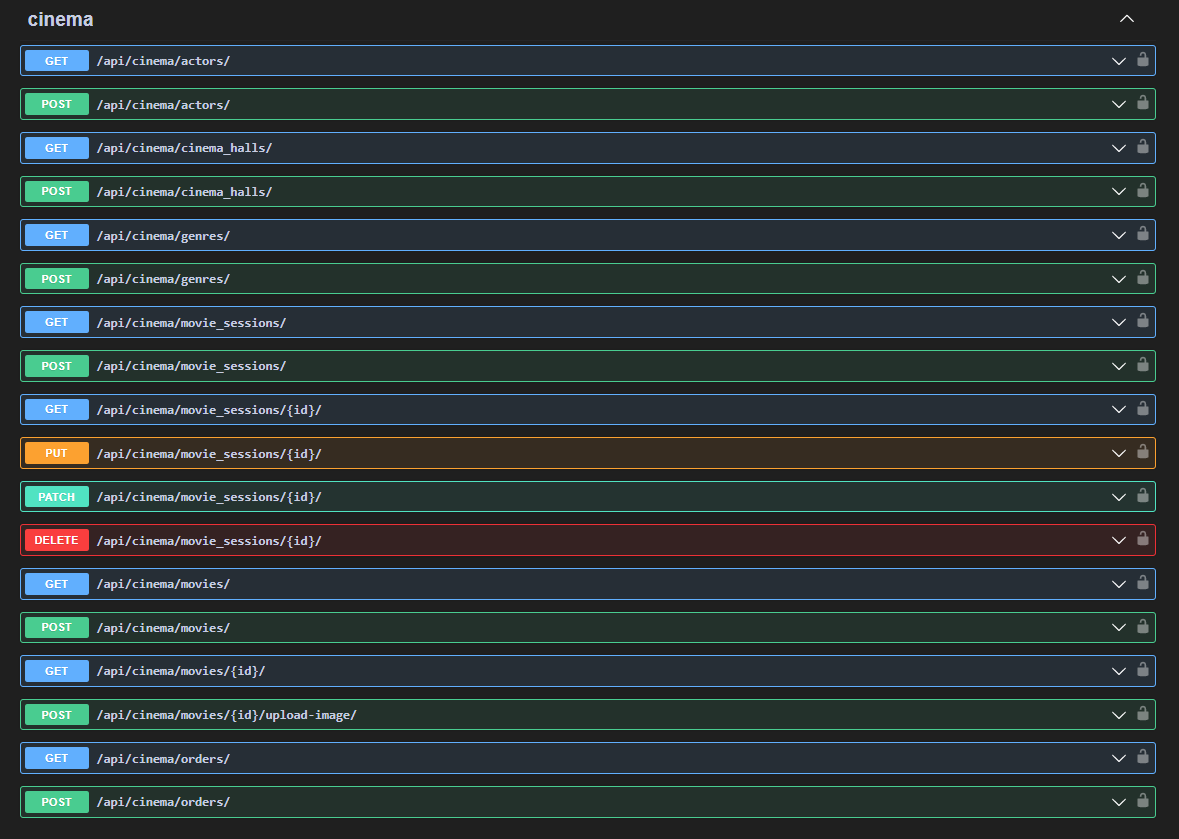 cinema
GET /api/cinema/actors/
POST /api/cinema/actors/
GET /api/cinema/cinema_halls/
POST /api/cinema/cinema_halls/
GET /api/cinema/genres/
POST /api/cinema/genres/
GET /api/cinema/movie_sessions/
POST /api/cinema/movie_sessions/
GET /api/cinema/movie_sessions/{id}/
PUT /api/cinema/movie_sessions/{id}/
PATCH /api/cinema/movie_sessions/{id}/
DELETE /api/cinema/movie_sessions/{id}/
GET /api/cinema/movies/
POST /api/cinema/movies/
GET /api/cinema/movies/{id}/
POST /api/cinema/movies/{id}/upload-image/
GET /api/cinema/orders/
POST /api/cinema/orders/